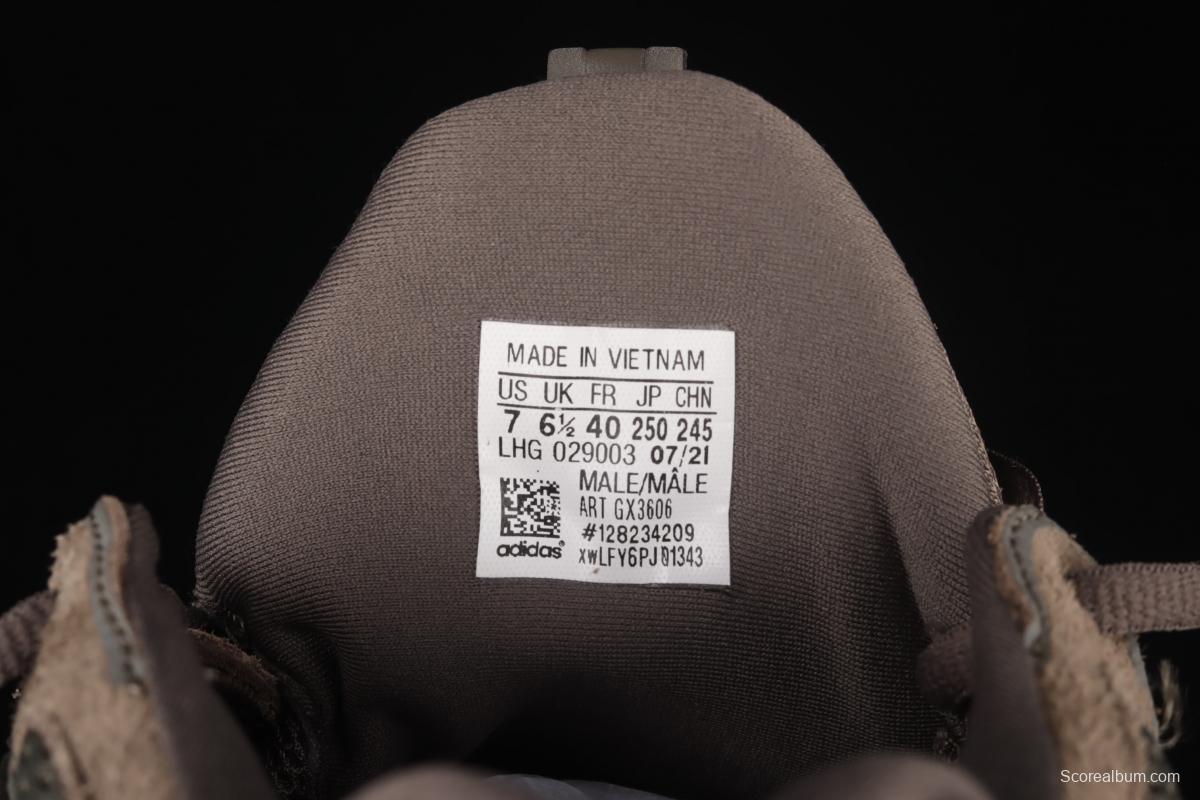 MADE IN VIETNAM
US UK FR JP CHN
7 6½ 40 250 245
LHG 029003 07/21
MALE/MÂLE
ART GX3606
#128234209
xwLFY6PJ01343
adidas®
Scorealbum.com